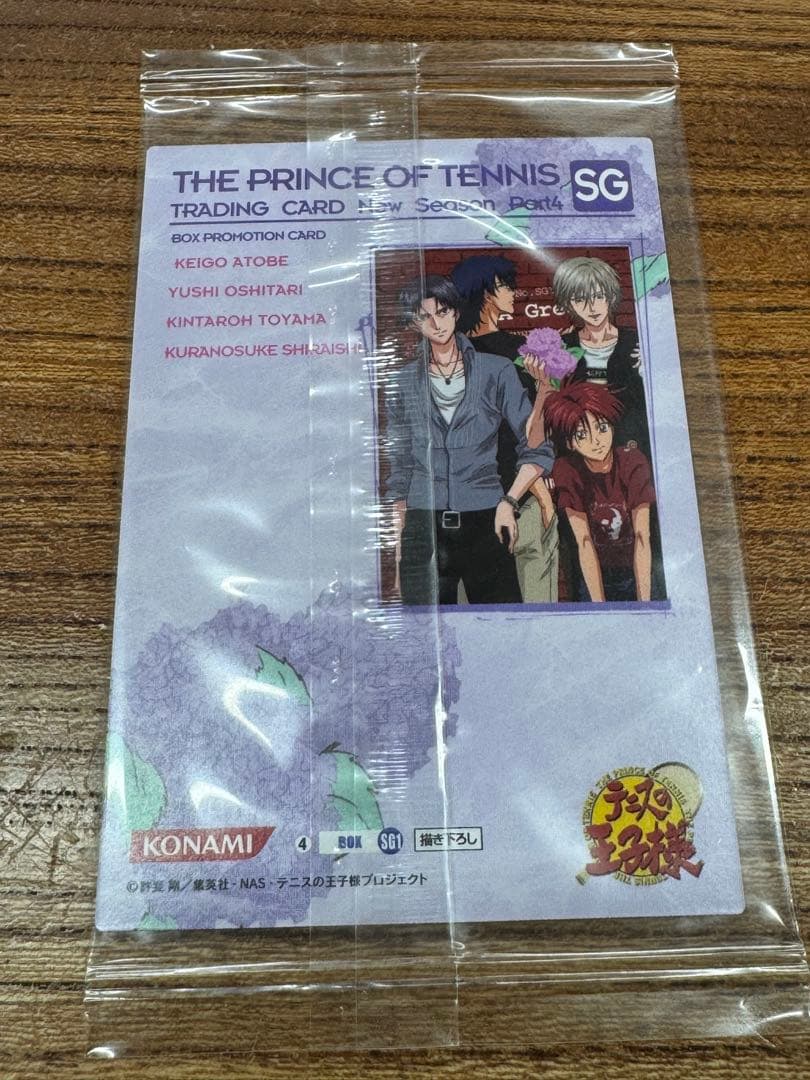 THE PRINCE OF TENNIS
SG
TRADING CARD New Season Part4
BOX PROMOTION CARD
KEIGO ATOBE
YUSHI OSHITARI
KINTAROH TOYAMA
KURANOSUKE SHIRAISHI
No.SG
A Gre
KONAMI
4 BOX SG1 描き下ろし
テニスの
王子様
©許斐 剛/集英社・NAS・テニスの王子様プロジェクト